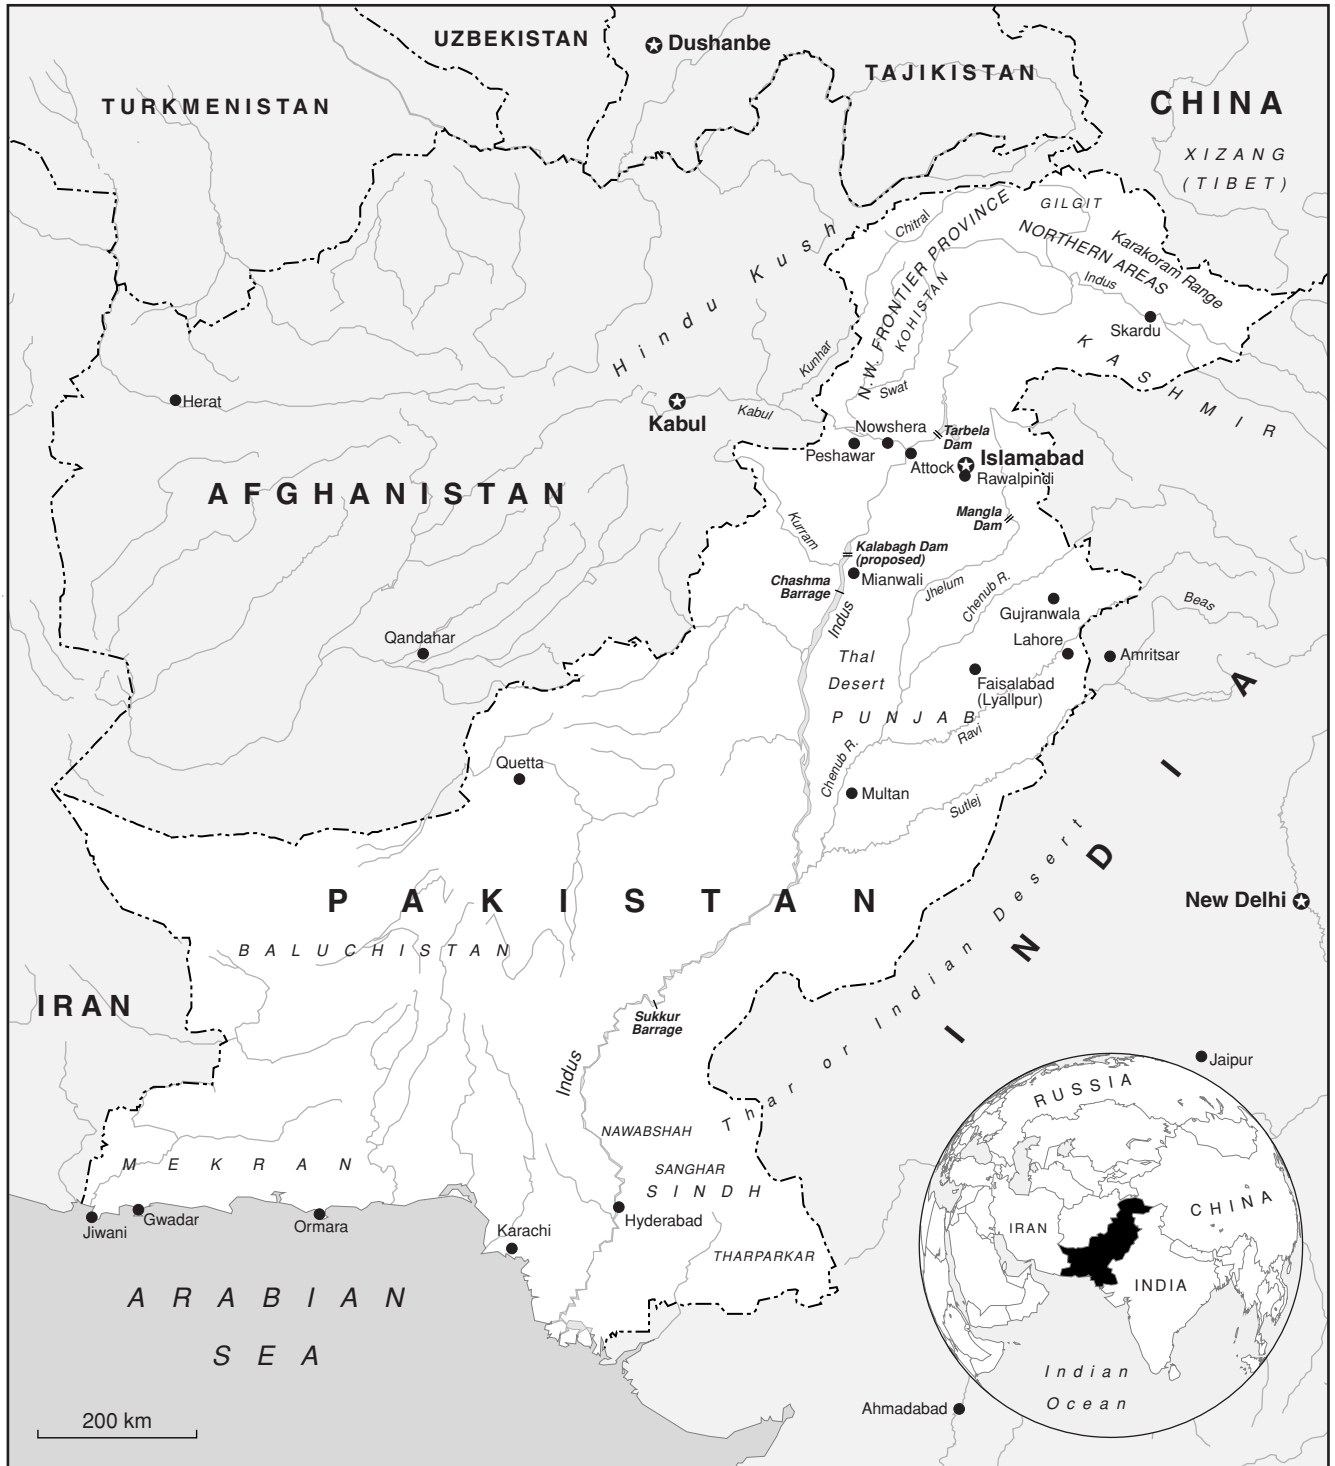 UZBEKISTAN
Dushanbe
TAJIKISTAN
TURKMENISTAN
CHINA
XIZANG
(TIBET)
GILGIT
Chitral
N.W. FRONTIER PROVINCE
NORTHERN AREAS
Karakoram Range
KOHISTAN
Indus
Hindu Kush
Skardu
KASHMIR
Kunhar
Swat
Herat
Kabul
Kabul
Nowshera
Tarbela
Dam
Peshawar
Attock
Islamabad
Rawalpindi
AFGHANISTAN
Kurram
Mangla
Dam
Kalabagh Dam
(proposed)
Mianwali
Chashma
Barrage
Jhelum
Chenub R.
Beas
Indus
Gujranwala
Qandahar
Lahore
Amritsar
Thal
Desert
Faisalabad
(Lyallpur)
PUNJAB
Ravi
Quetta
Chenub R.
Multan
Sutlej
INDIA
Thar or Indian Desert
PAKISTAN
New Delhi
BALUCHISTAN
IRAN
Sukkur
Barrage
Indus
Jaipur
NAWABSHAH
MEKRAN
SANGHAR
SINDH
Jiwani
Gwadar
Ormara
Karachi
Hyderabad
THARPARKAR
ARABIAN
SEA
RUSSIA
CHINA
IRAN
INDIA
Indian
Ocean
Ahmadabad
200 km